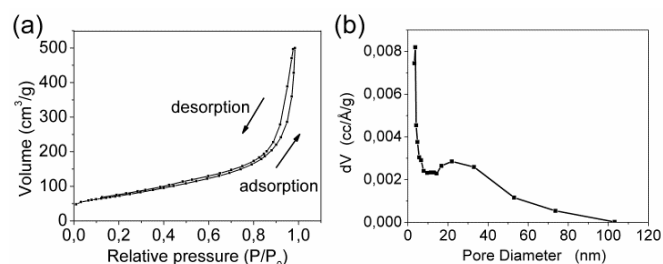 (a)
500
400
300
200
100
0
Volume (cm³/g)
desorption
adsorption
0,0 0,2 0,4 0,6 0,8 1,0
Relative pressure (P/P₀)
(b)
0,008
0,006
0,004
0,002
0,000
dV (cc/Å/g)
0 20 40 60 80 100 120
Pore Diameter (nm)